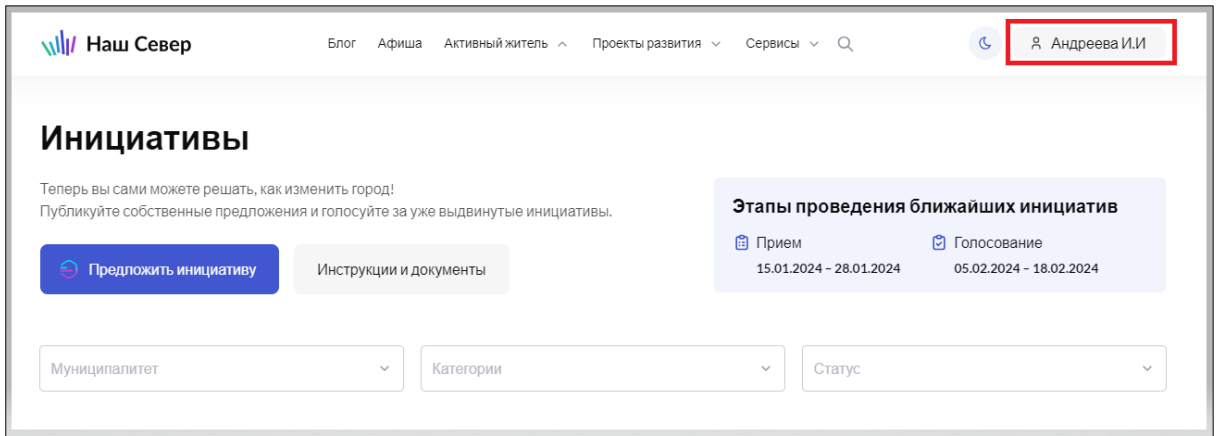 Наш Север
Блог Афиша Активный житель Проекты развития Сервисы
Андреева И.И
Инициативы
Теперь вы сами можете решать, как изменить город!
Публикуйте собственные предложения и голосуйте за уже выдвинутые инициативы.
Предложить инициативу
Инструкции и документы
Этапы проведения ближайших инициатив
Прием
15.01.2024 – 28.01.2024
Голосование
05.02.2024 – 18.02.2024
Муниципалитет
Категории
Статус